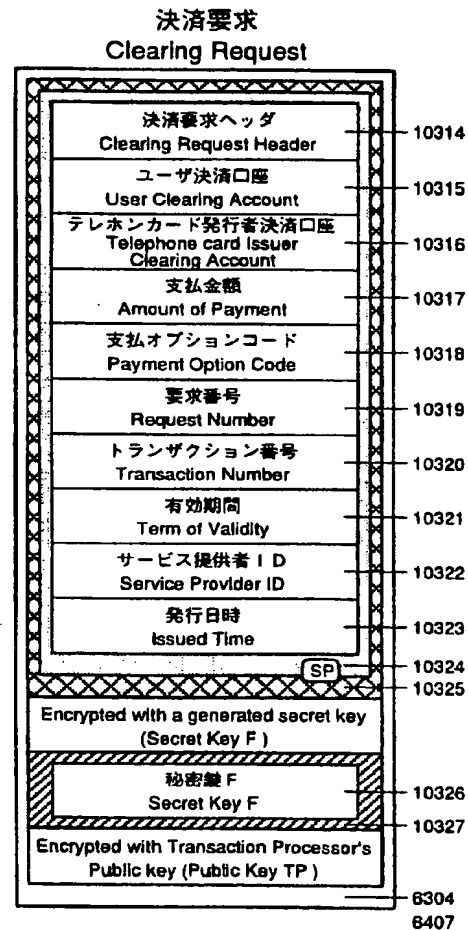 決済要求
Clearing Request
決済要求ヘッダ
Clearing Request Header
10314
ユーザ決済口座
User Clearing Account
10315
テレホンカード発行者決済口座
Telephone card Issuer
Clearing Account
10316
支払金額
Amount of Payment
10317
支払オプションコード
Payment Option Code
10318
要求番号
Request Number
10319
トランザクション番号
Transaction Number
10320
有効期間
Term of Validity
10321
サービス提供者ID
Service Provider ID
10322
発行日時
Issued Time
10323
SP
10324
10325
Encrypted with a generated secret key
(Secret Key F )
秘密鍵F
Secret Key F
10326
10327
Encrypted with Transaction Processor's
Public key (Public Key TP )
6304
6407